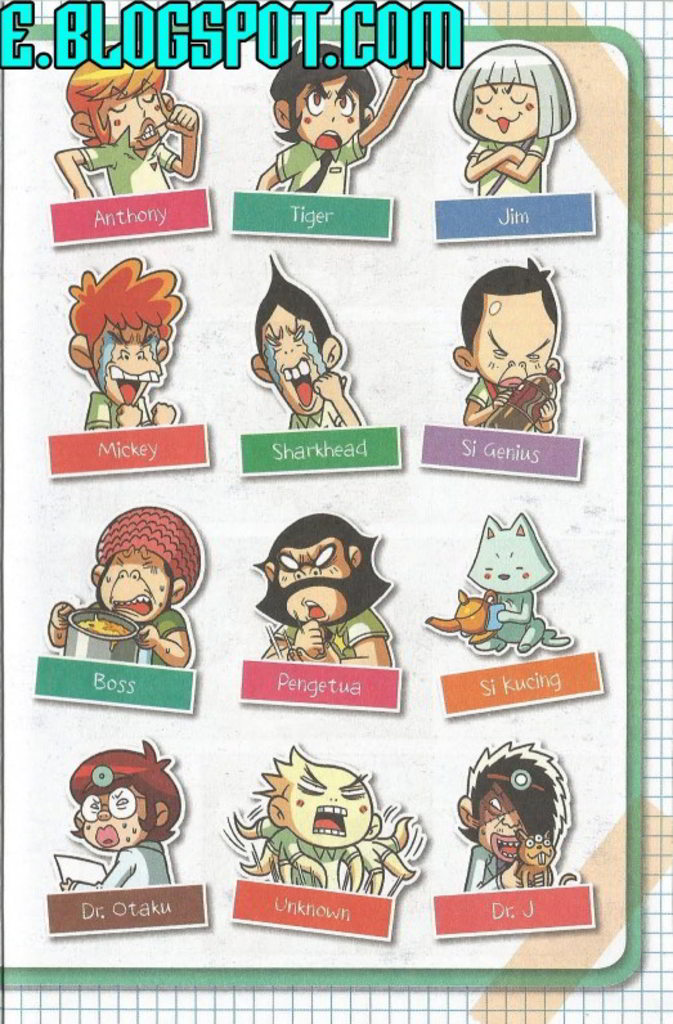 E.BLOGSPOT.COM
Anthony
Tiger
Jim
Mickey
Sharkhead
Si Genius
Boss
Pengetua
Si Kucing
Dr. Otaku
Unknown
Dr. J